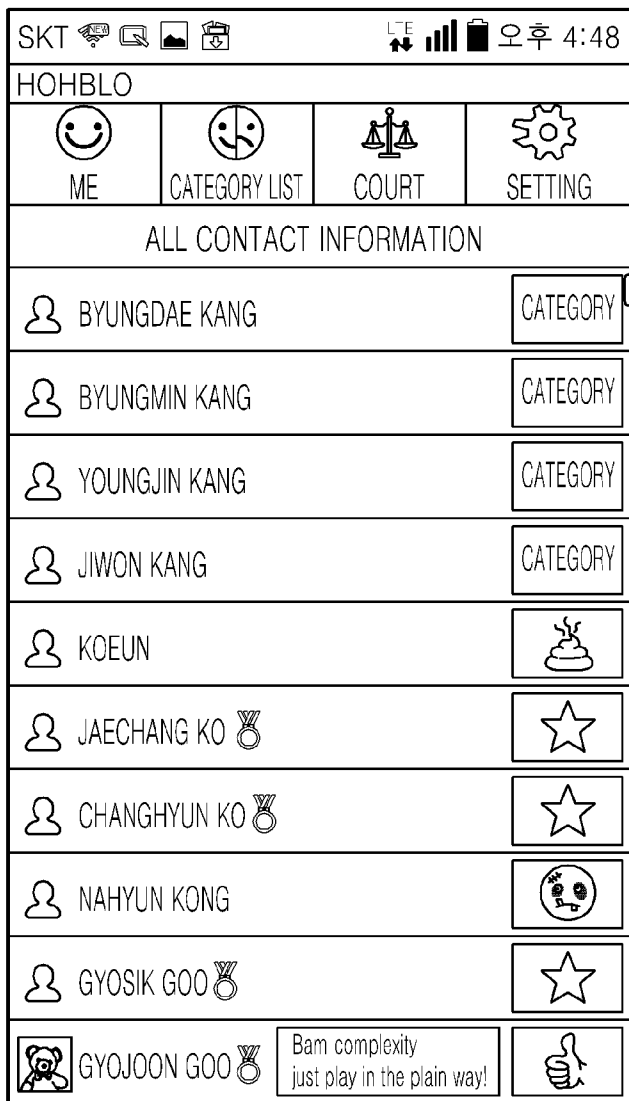 SKT NEW LTE 오후 4:48
HOHBLO
ME CATEGORY LIST COURT SETTING
ALL CONTACT INFORMATION
BYUNGDAE KANG CATEGORY
BYUNGMIN KANG CATEGORY
YOUNGJIN KANG CATEGORY
JIWON KANG CATEGORY
KOEUN
JAECHANG KO
CHANGHYUN KO
NAHYUN KONG
GYOSIK GOO
GYOJOON GOO
Bam complexity
just play in the plain way!